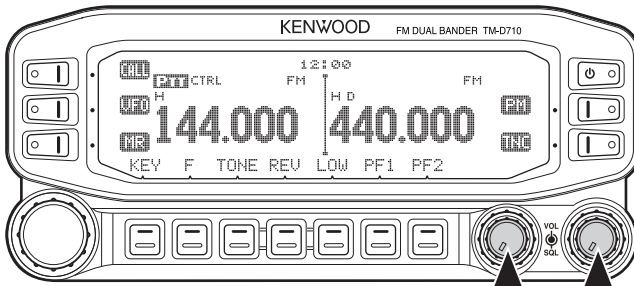 KENWOOD FM DUAL BANDER TM-D710
12:00
CALL PTT CTRL FM FM
H H D
VFO PM
144.000 440.000
MR TNC
KEY F TONE REV LOW PF1 PF2
VOL
SQL